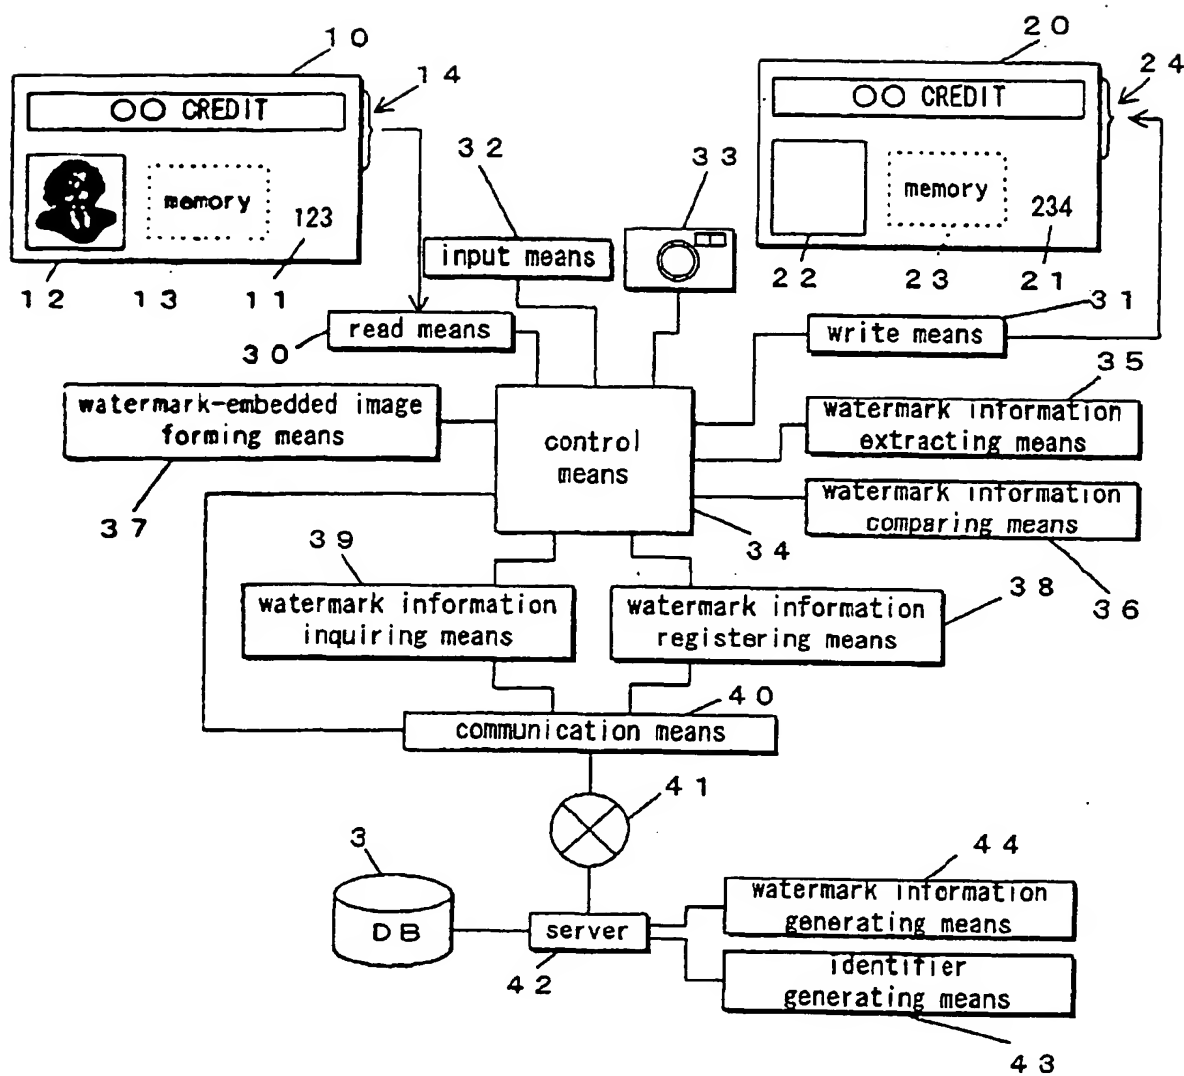 10
20
14
24
○○ CREDIT
○○ CREDIT
32
33
memory
123
memory
234
input means
12
13
11
22
23
21
31
read means
30
write means
35
watermark-embedded image
forming means
37
control
means
34
watermark information
extracting means
watermark information
comparing means
36
39
38
watermark information
inquiring means
watermark information
registering means
40
communication means
41
3
DB
server
42
44
watermark information
generating means
identifier
generating means
43